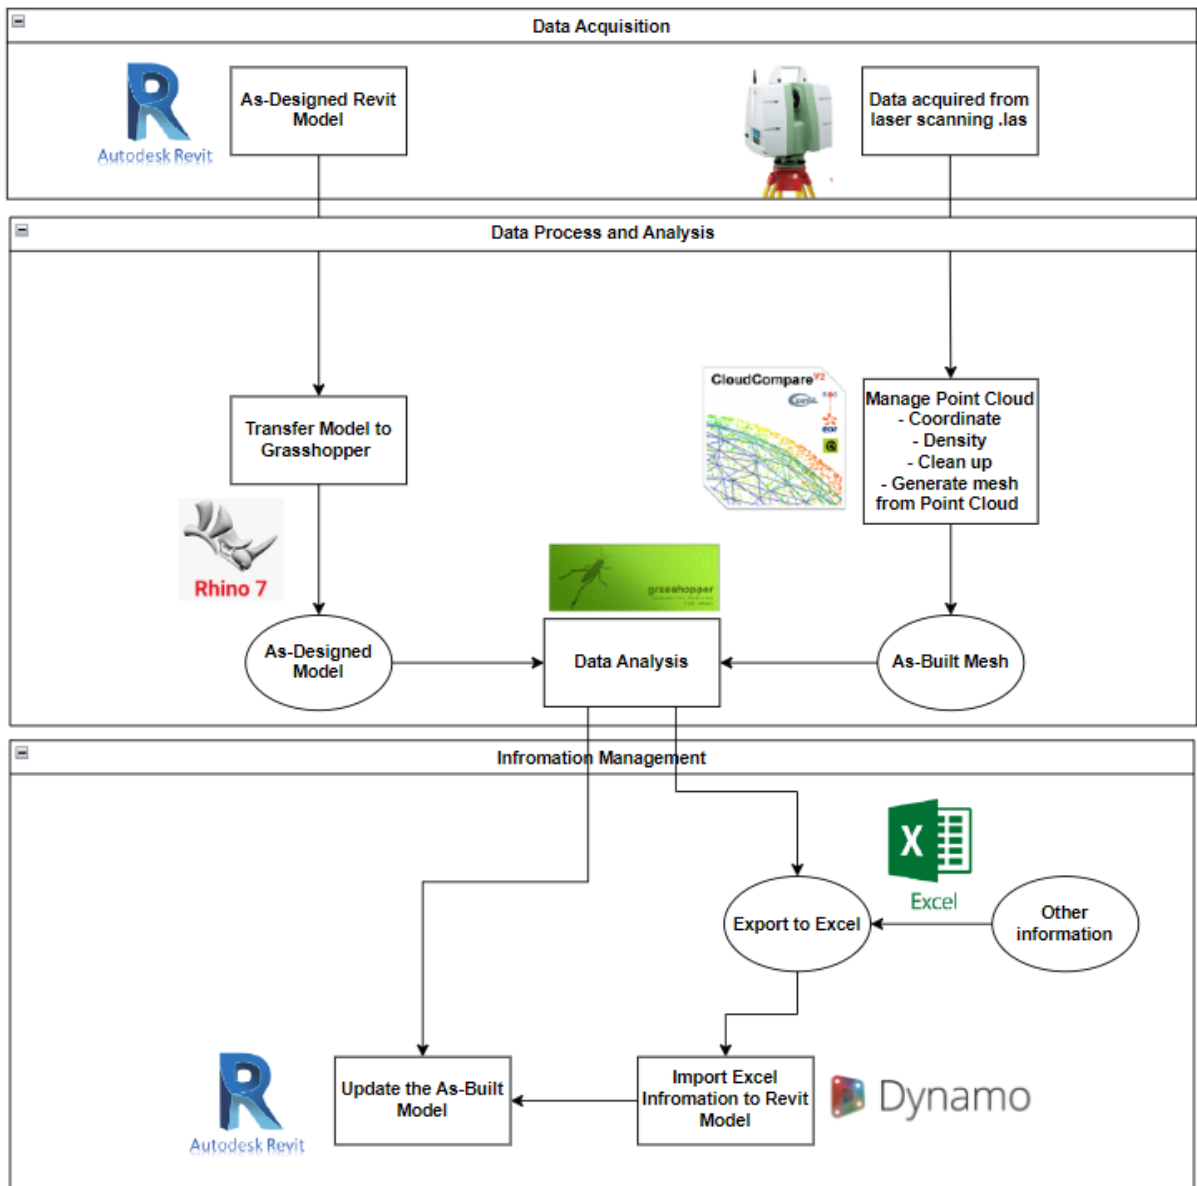 Data Acquisition
Autodesk Revit
As-Designed Revit
Model
Data acquired from
laser scanning .las
Data Process and Analysis
Transfer Model to
Grasshopper
Rhino 7
As-Designed
Model
CloudCompare V2
Manage Point Cloud
- Coordinate
- Density
- Clean up
- Generate mesh
from Point Cloud
grasshopper
Data Analysis
As-Built Mesh
Infromation Management
X
Excel
Export to Excel
Other
information
Autodesk Revit
Update the As-Built
Model
Import Excel
Infromation to Revit
Model
Dynamo